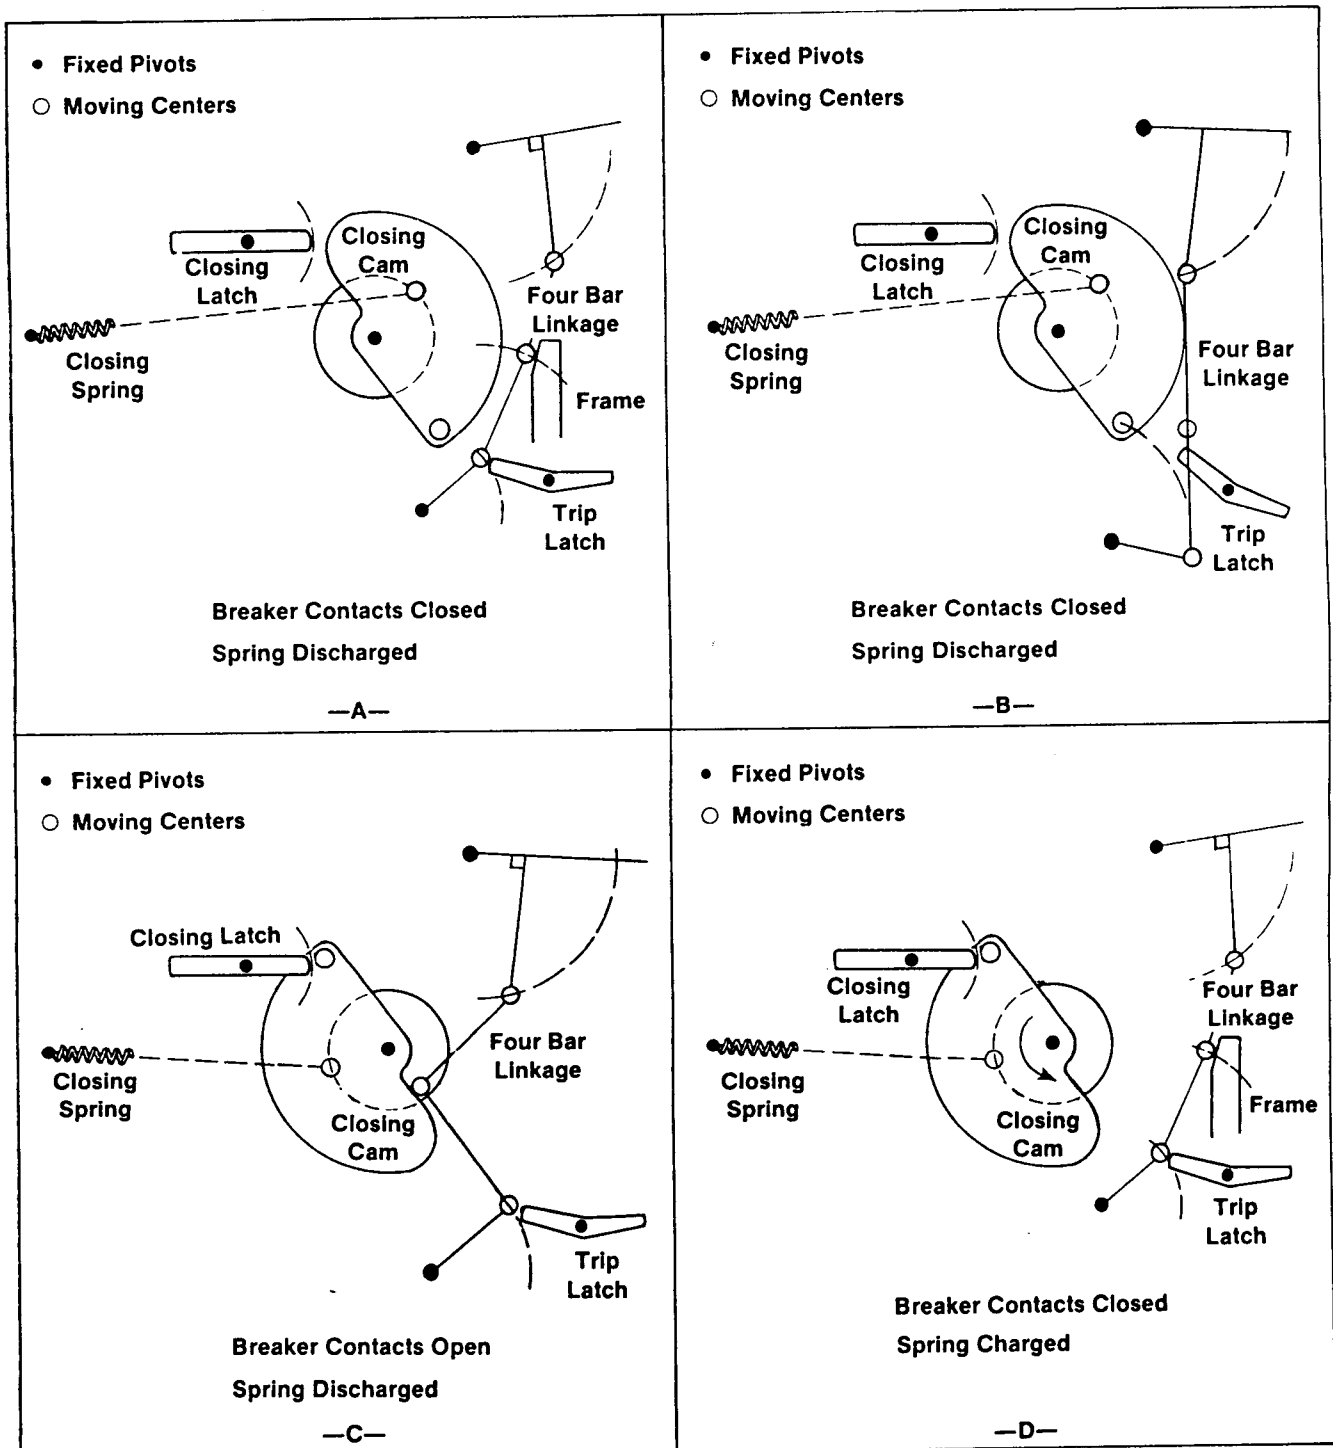 Fixed Pivots
Moving Centers
Closing
Cam
Closing
Latch
Four Bar
Linkage
Closing
Spring
Frame
Trip
Latch
Breaker Contacts Closed
Spring Discharged
—A—
Fixed Pivots
Moving Centers
Closing
Cam
Closing
Latch
Closing
Spring
Four Bar
Linkage
Trip
Latch
Breaker Contacts Closed
Spring Discharged
—B—
Fixed Pivots
Moving Centers
Closing Latch
Four Bar
Linkage
Closing
Spring
Closing
Cam
Trip
Latch
Breaker Contacts Open
Spring Discharged
—C—
Fixed Pivots
Moving Centers
Closing
Latch
Four Bar
Linkage
Closing
Spring
Frame
Closing
Cam
Trip
Latch
Breaker Contacts Closed
Spring Charged
—D—